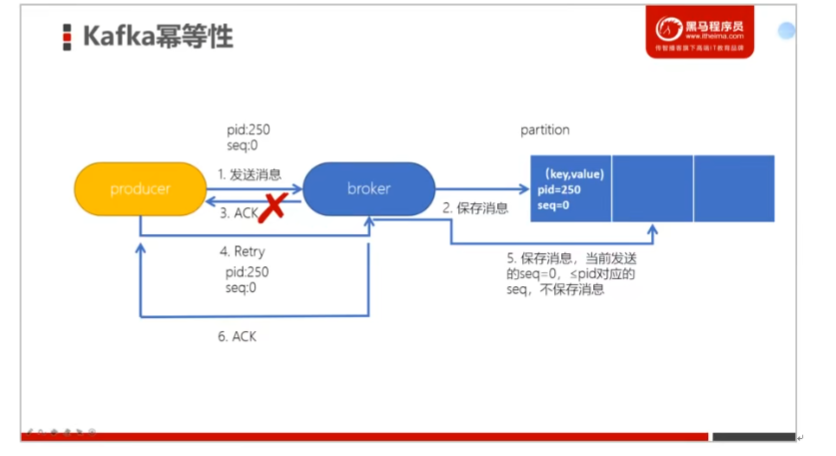 Kafka幂等性
黑马程序员
www.itheima.com
传智播客旗下高端IT教育品牌
pid:250
seq:0
partition
producer
1. 发送消息
broker
(key,value)
pid=250
seq=0
3. ACK
2. 保存消息
4. Retry
pid:250
seq:0
5. 保存消息，当前发送
的seq=0，≤pid对应的
seq，不保存消息
6. ACK